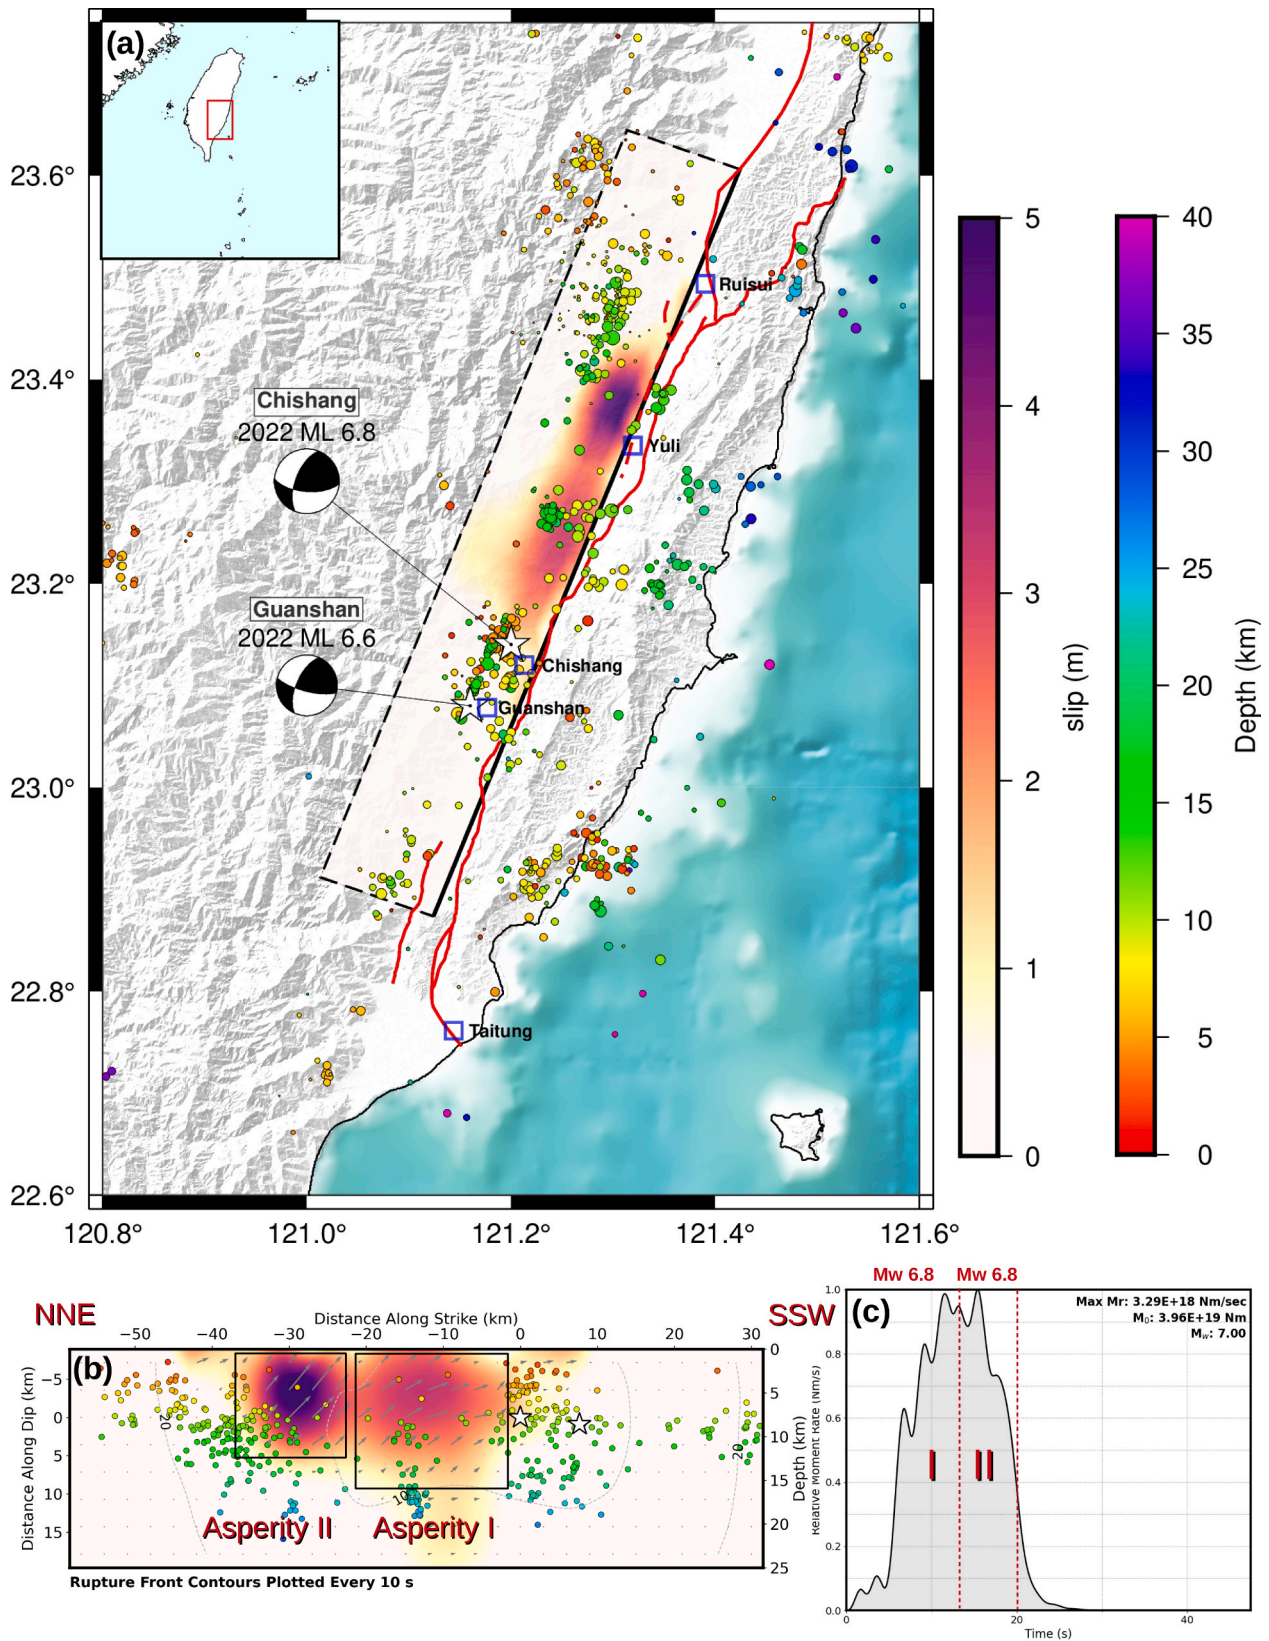 (a)
23.6°
23.4°
23.2°
23.0°
22.8°
22.6°
120.8°
121.0°
121.2°
121.4°
121.6°
Chishang
2022 ML 6.8
Guanshan
2022 ML 6.6
Ruisui
Yuli
Chishang
Guanshan
Taitung
5
4
3
2
1
0
slip (m)
40
35
30
25
20
15
10
5
0
Depth (km)
NNE
SSW
Distance Along Strike (km)
−50
−40
−30
−20
−10
0
10
20
30
(b)
Distance Along Dip (km)
−5
0
5
10
15
0
5
10
15
20
25
Depth (km)
20
10
20
Asperity II
Asperity I
Rupture Front Contours Plotted Every 10 s
Mw 6.8
Mw 6.8
(c)
Max Mr: 3.29E+18 Nm/sec
M₀: 3.96E+19 Nm
M𝓌: 7.00
1.0
0.8
0.6
0.4
0.2
0.0
Relative Moment Rate (Nm/s)
0
20
40
Time (s)